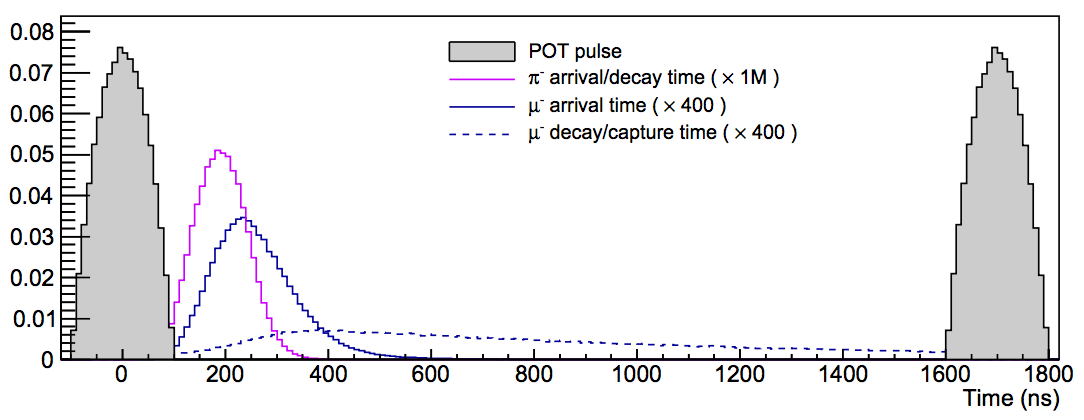 0.08
0.07
0.06
0.05
0.04
0.03
0.02
0.01
0
POT pulse
π⁻ arrival/decay time ( × 1M )
μ⁻ arrival time ( × 400 )
μ⁻ decay/capture time ( × 400 )
0 200 400 600 800 1000 1200 1400 1600 1800
Time (ns)